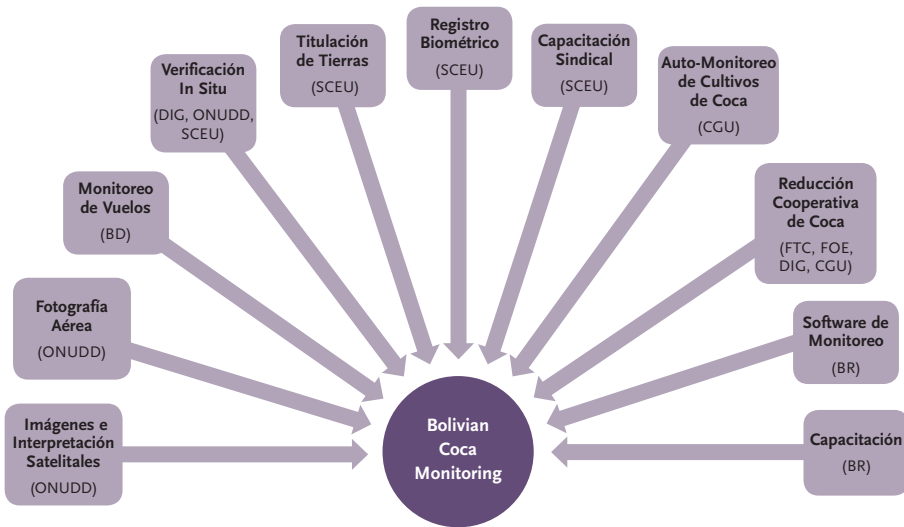 Imágenes e
Interpretación
Satelitales
(ONUDD)
Fotografía
Aérea
(ONUDD)
Monitoreo
de Vuelos
(BD)
Verificación
In Situ
(DIG, ONUDD,
SCEU)
Titulación
de Tierras
(SCEU)
Registro
Biométrico
(SCEU)
Capacitación
Sindical
(SCEU)
Auto-Monitoreo
de Cultivos
de Coca
(CGU)
Reducción
Cooperativa
de Coca
(FTC, FOE,
DIG, CGU)
Software de
Monitoreo
(BR)
Capacitación
(BR)
Bolivian
Coca
Monitoring